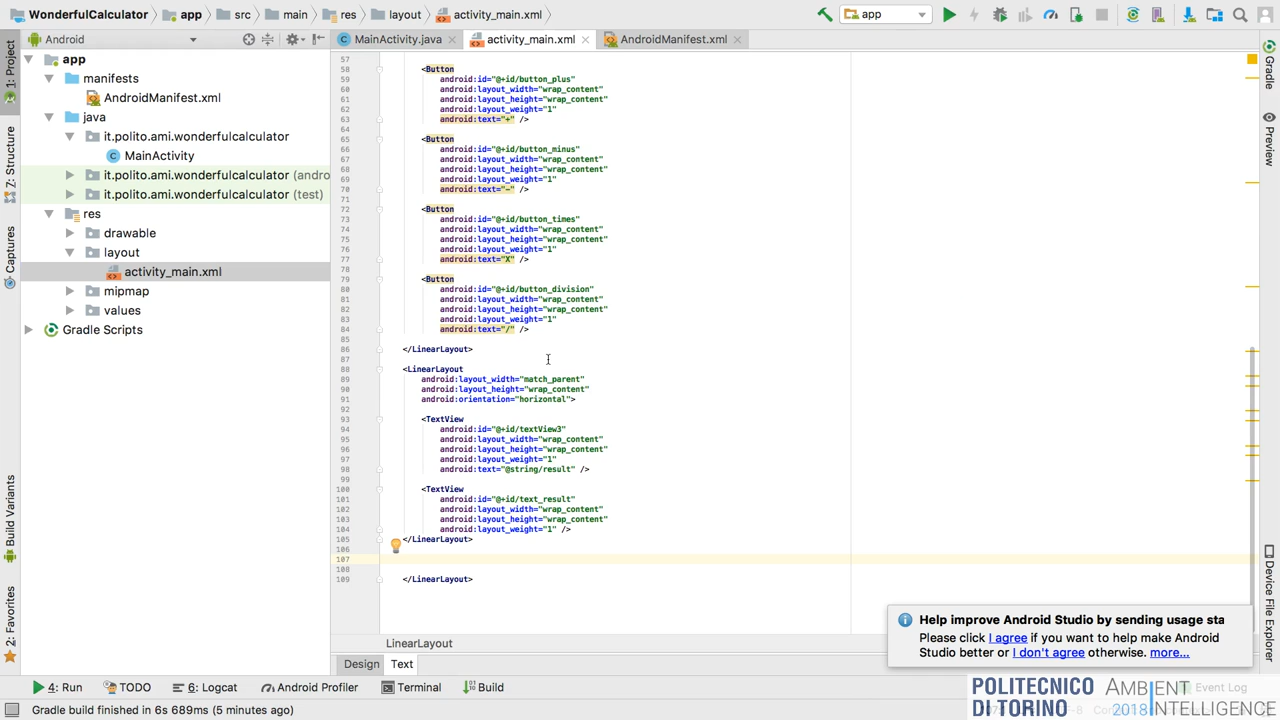 WonderfulCalculator
app
src
main
res
layout
activity_main.xml
app
Android
MainActivity.java
activity_main.xml
AndroidManifest.xml
1: Project
Z: Structure
Captures
Build Variants
2: Favorites
app
manifests
AndroidManifest.xml
java
it.polito.ami.wonderfulcalculator
MainActivity
it.polito.ami.wonderfulcalculator (andro
it.polito.ami.wonderfulcalculator (test)
res
drawable
layout
activity_main.xml
mipmap
values
Gradle Scripts
57
58 <Button
59 android:id="@+id/button_plus"
60 android:layout_width="wrap_content"
61 android:layout_height="wrap_content"
62 android:layout_weight="1"
63 android:text="+" />
64
65 <Button
66 android:id="@+id/button_minus"
67 android:layout_width="wrap_content"
68 android:layout_height="wrap_content"
69 android:layout_weight="1"
70 android:text="-" />
71
72 <Button
73 android:id="@+id/button_times"
74 android:layout_width="wrap_content"
75 android:layout_height="wrap_content"
76 android:layout_weight="1"
77 android:text="X" />
78
79 <Button
80 android:id="@+id/button_division"
81 android:layout_width="wrap_content"
82 android:layout_height="wrap_content"
83 android:layout_weight="1"
84 android:text="/" />
85
86 </LinearLayout>
87
88 <LinearLayout
89 android:layout_width="match_parent"
90 android:layout_height="wrap_content"
91 android:orientation="horizontal">
92
93 <TextView
94 android:id="@+id/textView3"
95 android:layout_width="wrap_content"
96 android:layout_height="wrap_content"
97 android:layout_weight="1"
98 android:text="@string/result" />
99
100 <TextView
101 android:id="@+id/text_result"
102 android:layout_width="wrap_content"
103 android:layout_height="wrap_content"
104 android:layout_weight="1" />
105 </LinearLayout>
106
107
108
109 </LinearLayout>
LinearLayout
Design
Text
Gradle
Preview
Device File Explorer
Help improve Android Studio by sending usage sta
Please click I agree if you want to help make Android
Studio better or I don't agree otherwise. more...
4: Run
TODO
6: Logcat
Android Profiler
Terminal
Build
Event Log
Gradle build finished in 6s 689ms (5 minutes ago)
POLITECNICO
DI TORINO
AMBIENT
2018 INTELLIGENCE